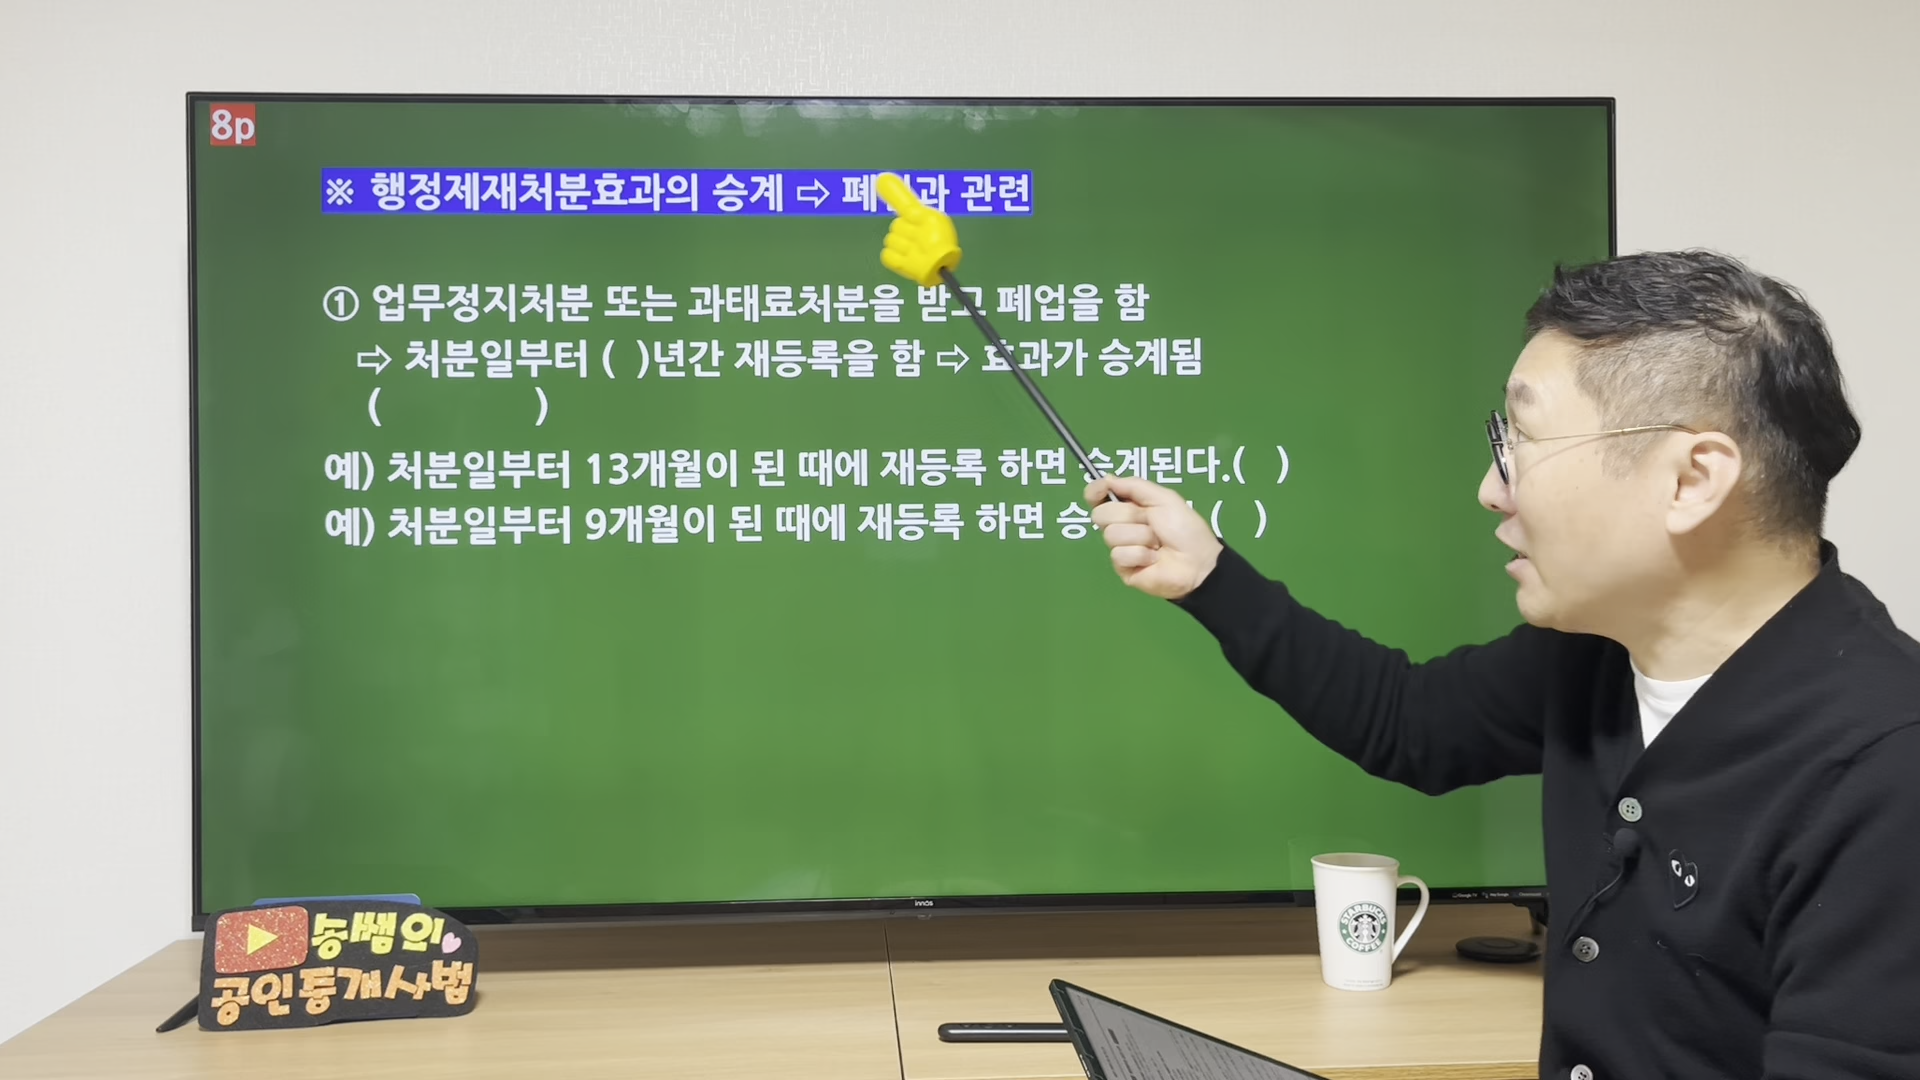 8p
※ 행정제재처분효과의 승계 ⇨ 폐업과 관련
① 업무정지처분 또는 과태료처분을 받고 폐업을 함
⇨ 처분일부터 ( )년간 재등록을 함 ⇨ 효과가 승계됨
( )
예) 처분일부터 13개월이 된 때에 재등록 하면 승계된다.( )
예) 처분일부터 9개월이 된 때에 재등록 하면 ( )
innos
송쌤의
공인중개사법
STARBUCKS
COFFEE